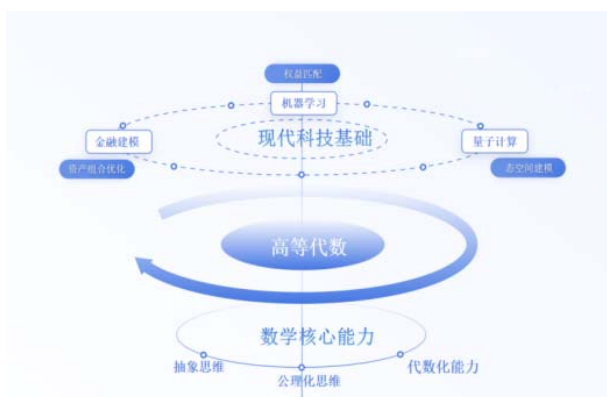 权益匹配
机器学习
现代科技基础
金融建模
量子计算
资产组合优化
态空间建模
高等代数
数学核心能力
抽象思维
公理化思维
代数化能力